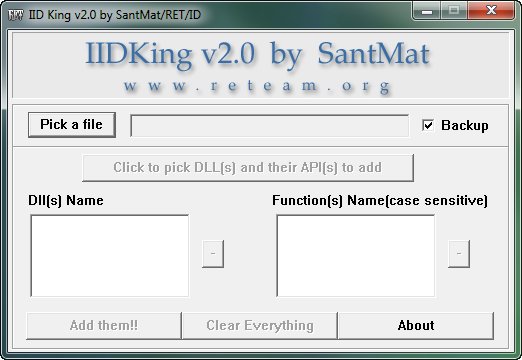 IID King v2.0 by SantMat/RET/ID
IIDKing v2.0 by SantMat
www.reteam.org
Pick a file
Backup
Click to pick DLL(s) and their API(s) to add
Dll(s) Name
Function(s) Name(case sensitive)
-
-
Add them!!
Clear Everything
About